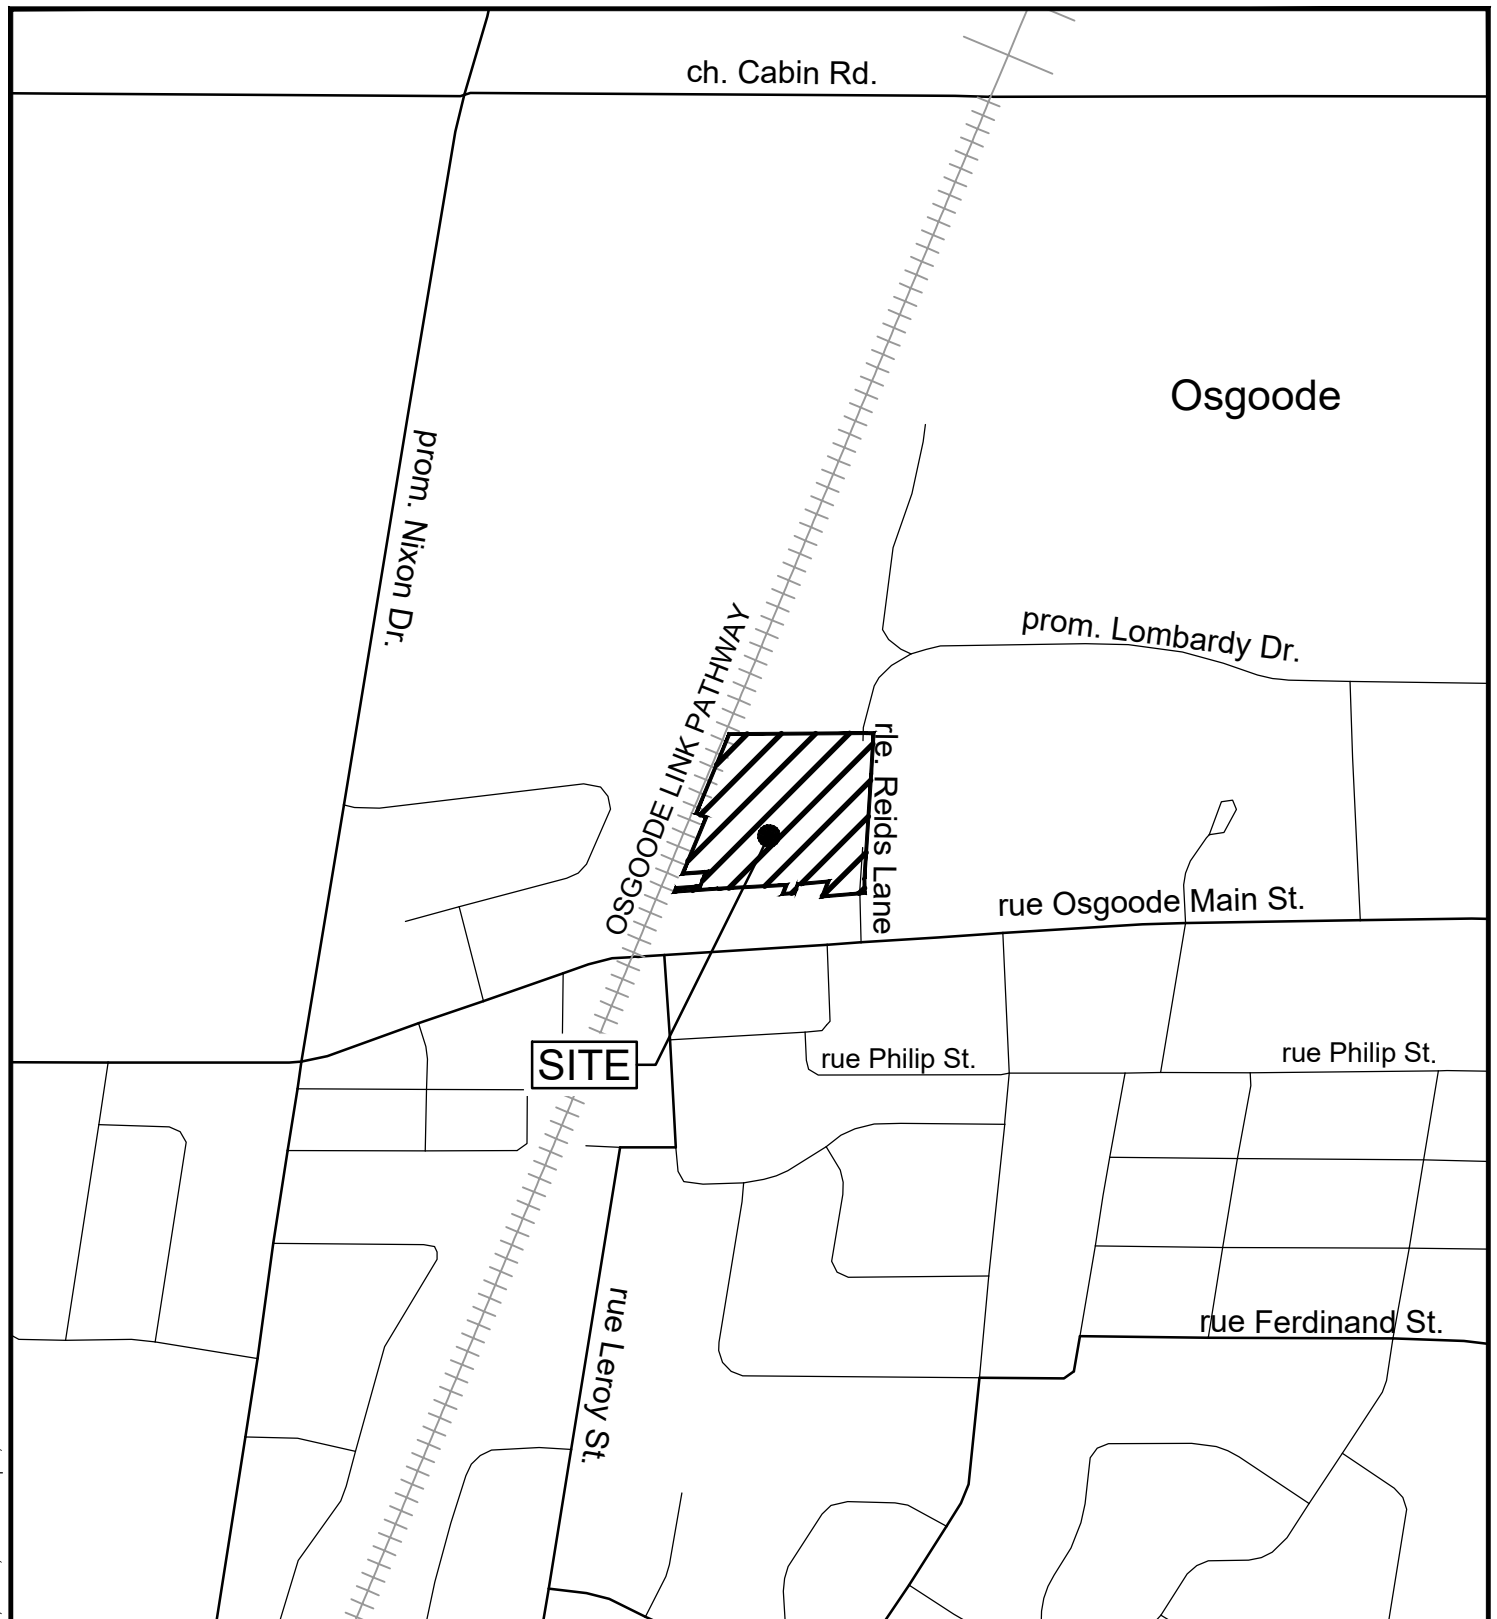 ch. Cabin Rd.
Osgoode
prom. Nixon Dr.
OSGOODE LINK PATHWAY
prom. Lombardy Dr.
rle. Reids Lane
rue Osgoode Main St.
SITE
rue Philip St.
rue Philip St.
rue Leroy St.
rue Ferdinand St.